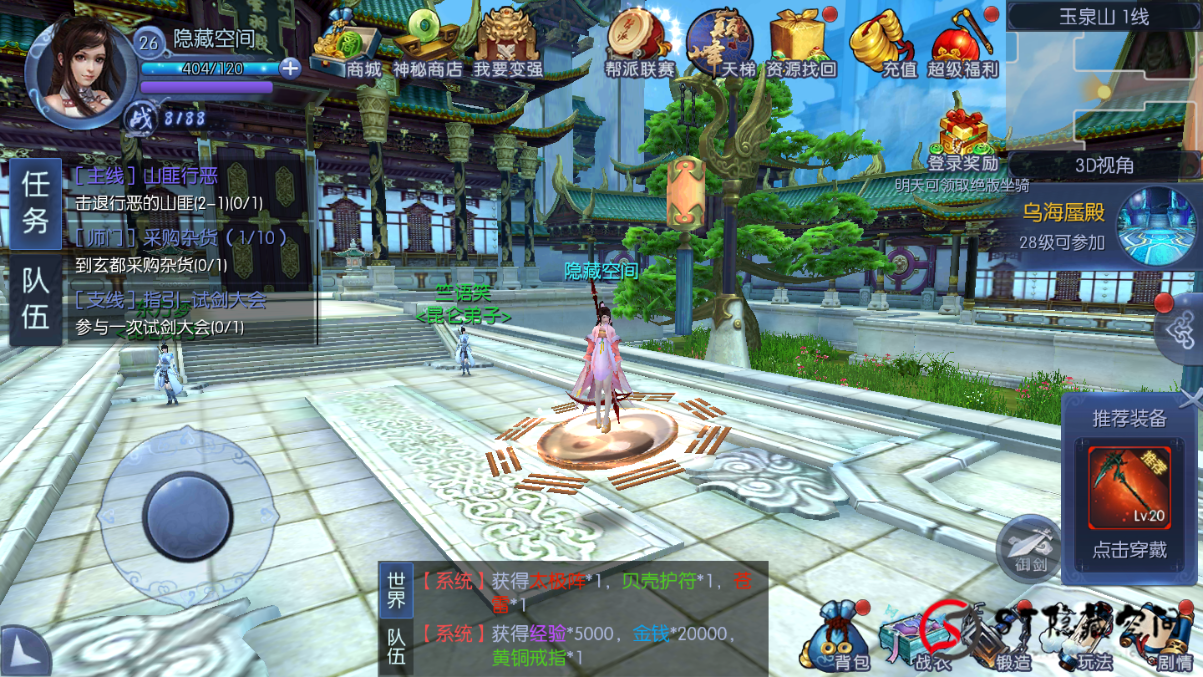 26
隐藏空间
404/120
战 8188
商城
神秘商店
我要变强
帮派联赛
天梯
资源找回
充值
超级福利
玉泉山 1线
3D视角
登录奖励
明天可领取绝版坐骑
乌海蜃殿
28级可参加
任务
队伍
[主线] 山匪行恶
击退行恶的山匪(2-1)(0/1)
[师门] 采购杂货 (1/10)
到玄都采购杂货(0/1)
[支线] 指引_试剑大会
参与一次试剑大会(0/1)
隐藏空间
竺语笑
<昆仑弟子>
推荐装备
推荐
Lv.20
点击穿戴
御剑
世界
队伍
【系统】获得太极晖*1，贝壳护符*1，苍
雷*1
【系统】获得经验*5000，金钱*20000，
黄铜戒指*1
背包
战衣
锻造
玩法
剧情
ST隐藏空间